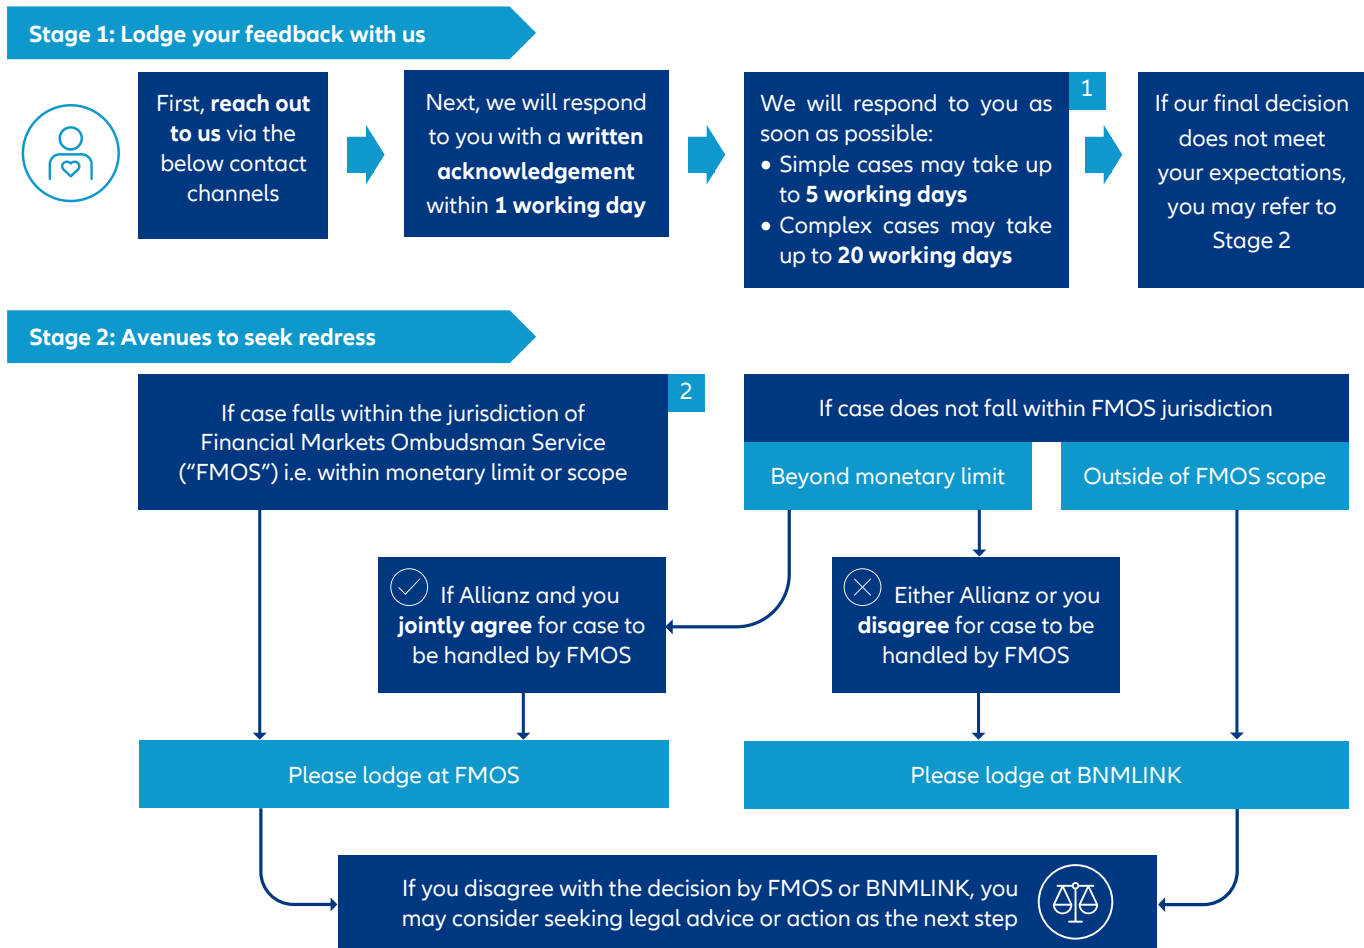 Stage 1: Lodge your feedback with us
First, reach out
to us via the
below contact
channels
Next, we will respond
to you with a written
acknowledgement
within 1 working day
We will respond to you as
soon as possible:
• Simple cases may take up
to 5 working days
• Complex cases may take
up to 20 working days
1
If our final decision
does not meet
your expectations,
you may refer to
Stage 2
Stage 2: Avenues to seek redress
If case falls within the jurisdiction of
Financial Markets Ombudsman Service
(“FMOS”) i.e. within monetary limit or scope
2
If case does not fall within FMOS jurisdiction
Beyond monetary limit
Outside of FMOS scope
If Allianz and you
jointly agree for case to
be handled by FMOS
Either Allianz or you
disagree for case to be
handled by FMOS
Please lodge at FMOS
Please lodge at BNMLINK
If you disagree with the decision by FMOS or BNMLINK, you
may consider seeking legal advice or action as the next step